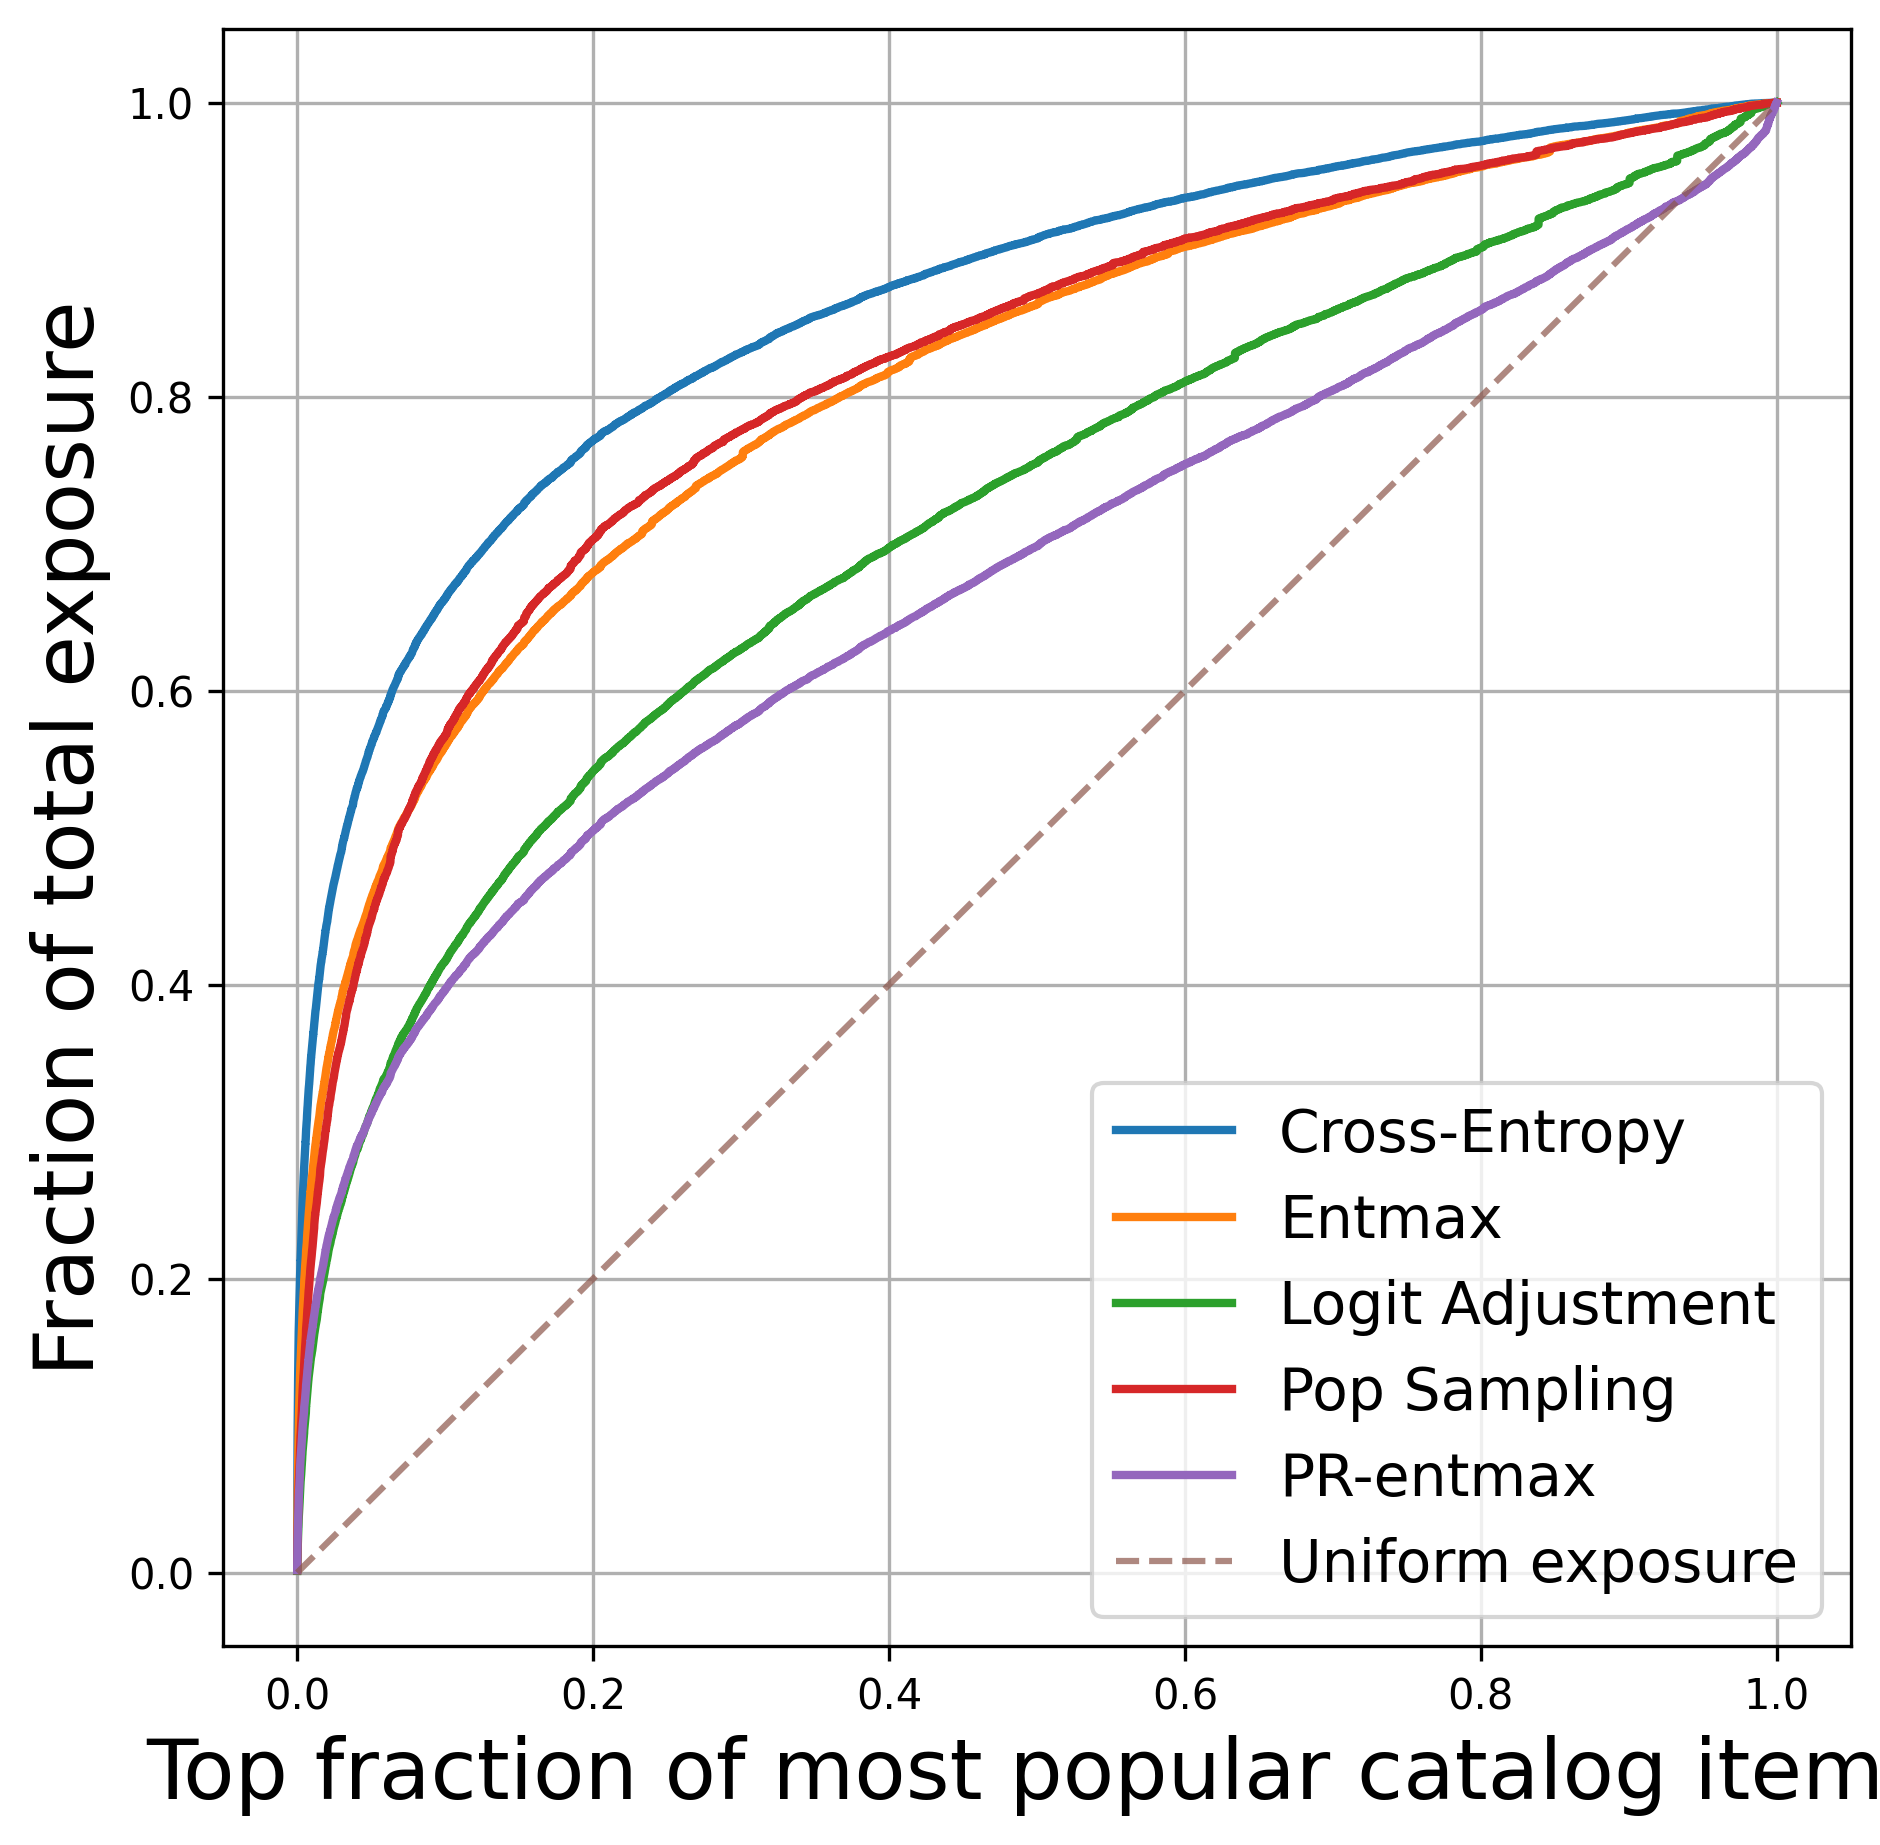 Fraction of total exposure
1.0
0.8
0.6
0.4
0.2
0.0
Cross-Entropy
Entmax
Logit Adjustment
Pop Sampling
PR-entmax
Uniform exposure
0.0 0.2 0.4 0.6 0.8 1.0
Top fraction of most popular catalog item